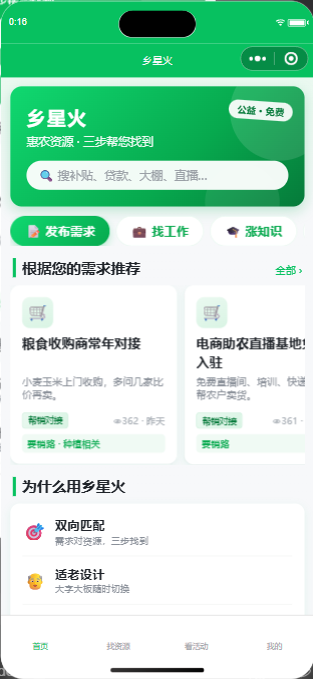 0:16
乡星火
乡星火
公益 · 免费
惠农资源 · 三步帮您找到
搜补贴、贷款、大棚、直播...
发布需求
找工作
涨知识
根据您的需求推荐
全部 ›
粮食收购商常年对接
小麦玉米上门收购，多问几家比
价再卖。
帮销对接
362 · 昨天
要销路 · 种植相关
电商助农直播基地
入驻
免费直播间、培训、快递
帮农户卖货。
帮销对接
361 ·
要销路
为什么用乡星火
双向匹配
需求对资源，三步找到
适老设计
大字大板随时切换
首页
找资源
看活动
我的